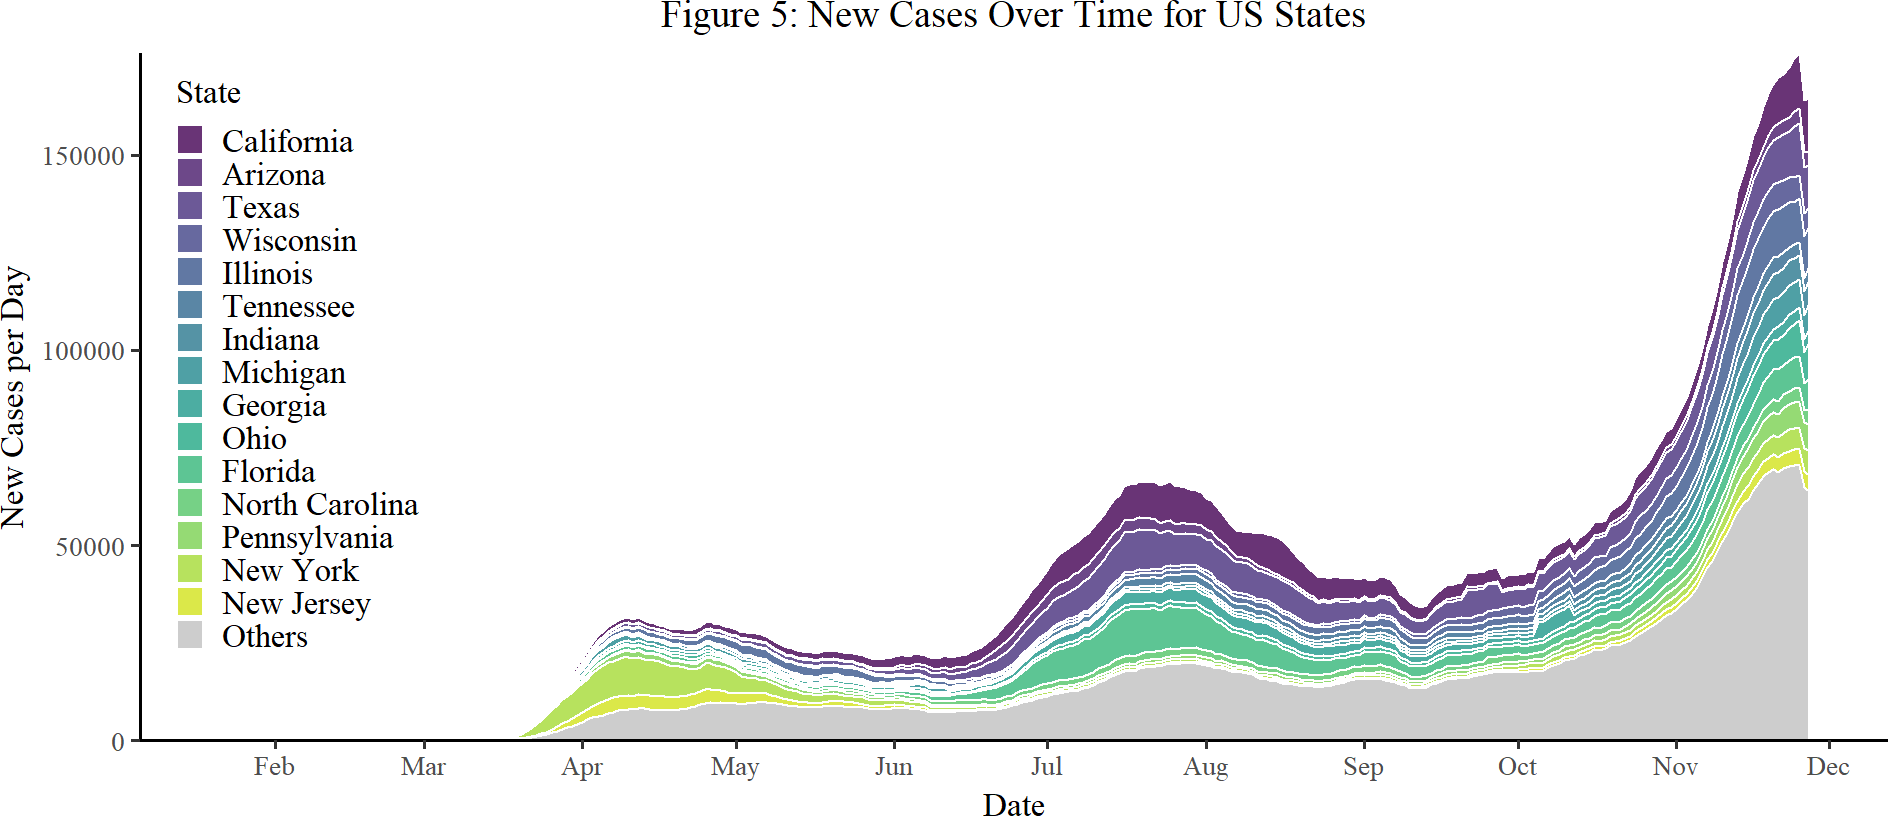 Figure 5: New Cases Over Time for US States
State
California
Arizona
Texas
Wisconsin
Illinois
Tennessee
Indiana
Michigan
Georgia
Ohio
Florida
North Carolina
Pennsylvania
New York
New Jersey
Others
New Cases per Day
150000
100000
50000
0
Feb Mar Apr May Jun Jul Aug Sep Oct Nov Dec
Date